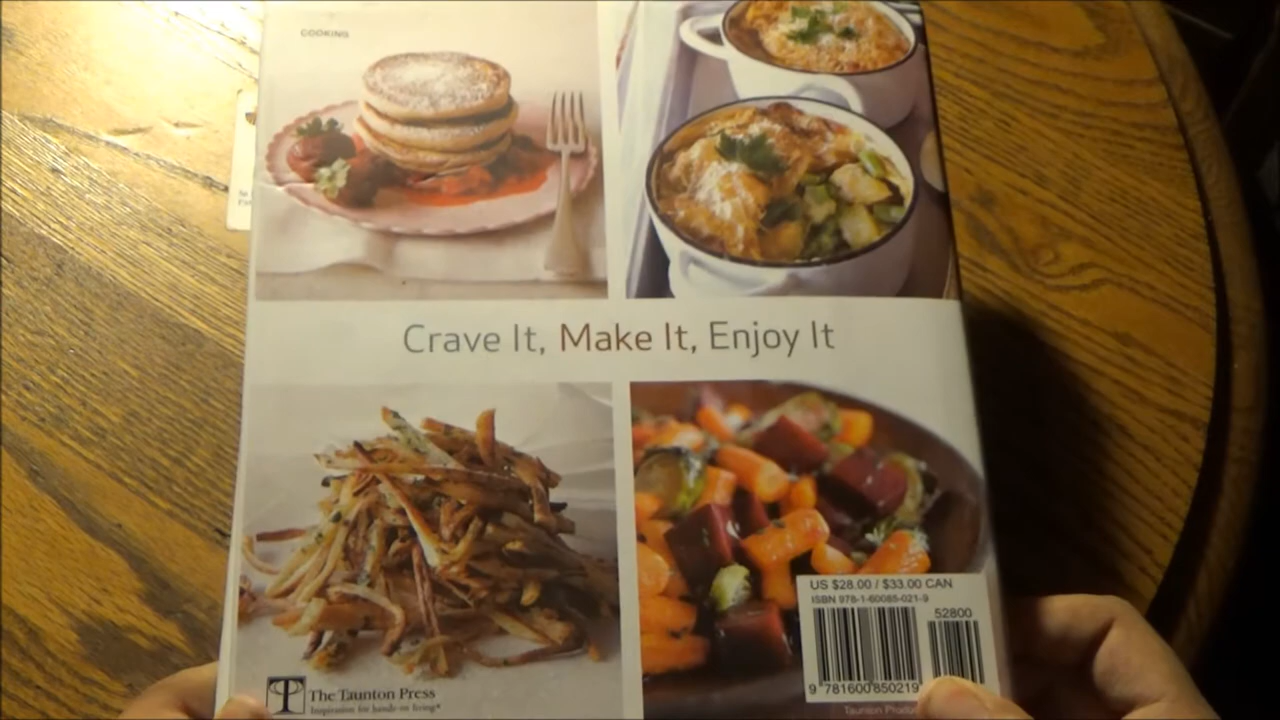 COOKING
Crave It, Make It, Enjoy It
The Taunton Press
Inspiration for hands-on living®
US $28.00 / $33.00 CAN
ISBN 978-1-60085-021-9
52800
9 781600 850219
Taunton